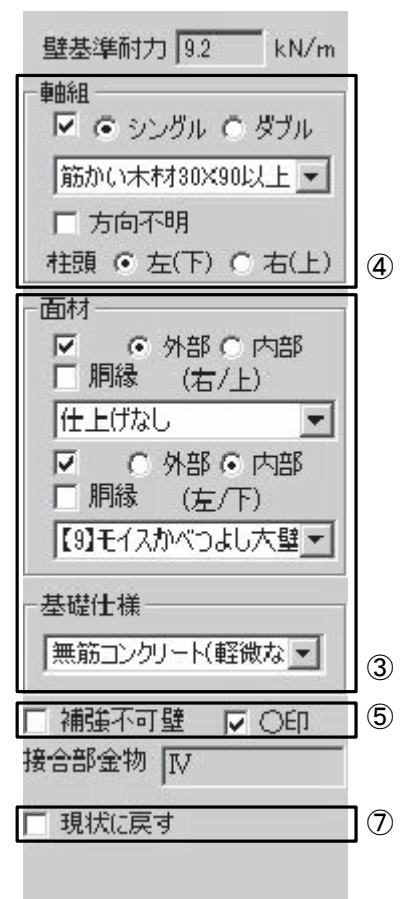 壁基準耐力 9.2 kN/m
軸組
シングル ダブル
筋かい木材30×90以上
方向不明
柱頭 左(下) 右(上)
④
面材
外部 内部
胴縁 (右/上)
仕上げなし
外部 内部
胴縁 (左/下)
【9】モイスかべつよし大壁
基礎仕様
無筋コンクリート(軽微な
③
補強不可壁 〇印
⑤
接合部金物 Ⅳ
現状に戻す
⑦